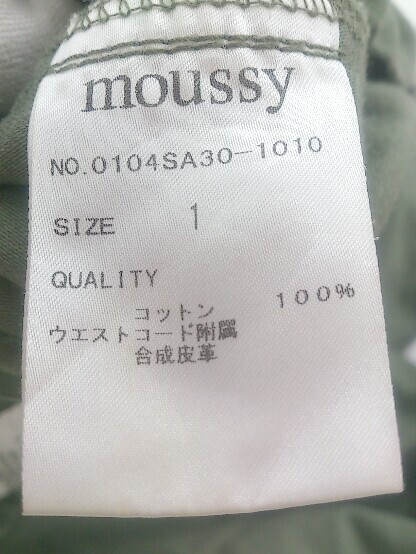 moussy
NO.0104SA30-1010
SIZE 1
QUALITY
コットン 100%
ウエストコード附属
合成皮革